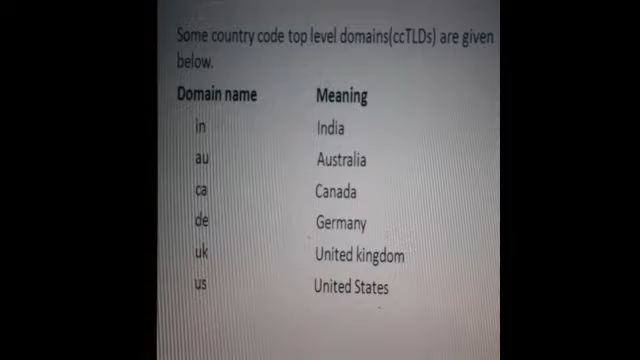 Some country code top level domains(ccTLDs) are given
below.
Domain name Meaning
in India
au Australia
ca Canada
de Germany
uk United kingdom
us United States